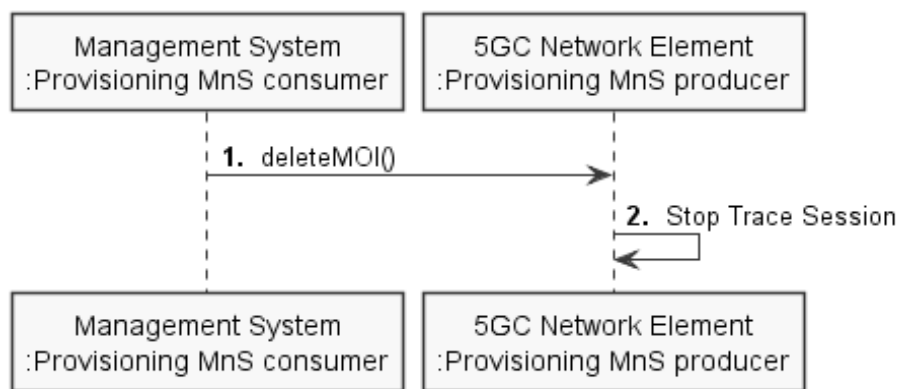 Management System
:Provisioning MnS consumer
5GC Network Element
:Provisioning MnS producer
1. deleteMOI()
2. Stop Trace Session
Management System
:Provisioning MnS consumer
5GC Network Element
:Provisioning MnS producer